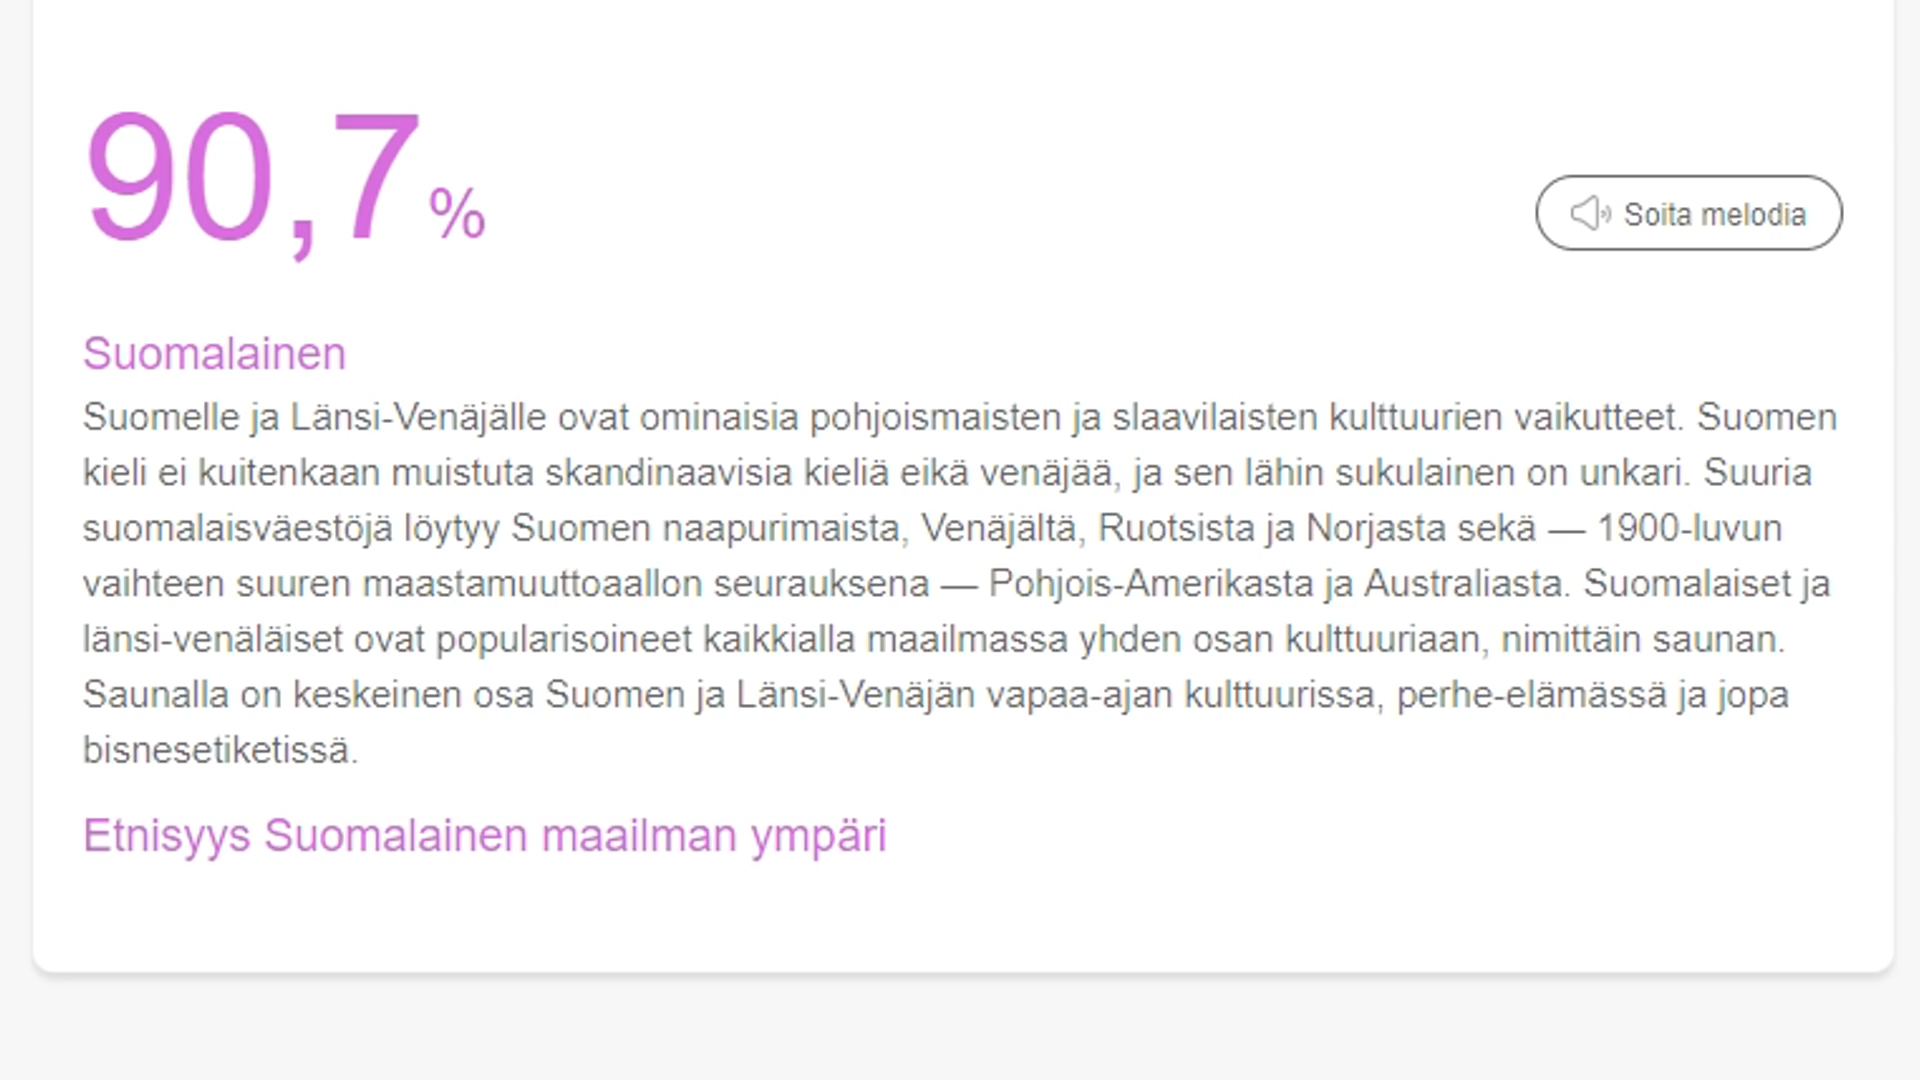 90,7 %
Soita melodia
Suomalainen
Suomelle ja Länsi-Venäjälle ovat ominaisia pohjoismaisten ja slaavilaisten kulttuurien vaikutteet. Suomen
kieli ei kuitenkaan muistuta skandinaavisia kieliä eikä venäjää, ja sen lähin sukulainen on unkari. Suuria
suomalaisväestöjä löytyy Suomen naapurimaista, Venäjältä, Ruotsista ja Norjasta sekä — 1900-luvun
vaihteen suuren maastamuuttoaallon seurauksena — Pohjois-Amerikasta ja Australiasta. Suomalaiset ja
länsi-venäläiset ovat popularisoineet kaikkialla maailmassa yhden osan kulttuuriaan, nimittäin saunan.
Saunalla on keskeinen osa Suomen ja Länsi-Venäjän vapaa-ajan kulttuurissa, perhe-elämässä ja jopa
bisnesetiketissä.
Etnisyys Suomalainen maailman ympäri